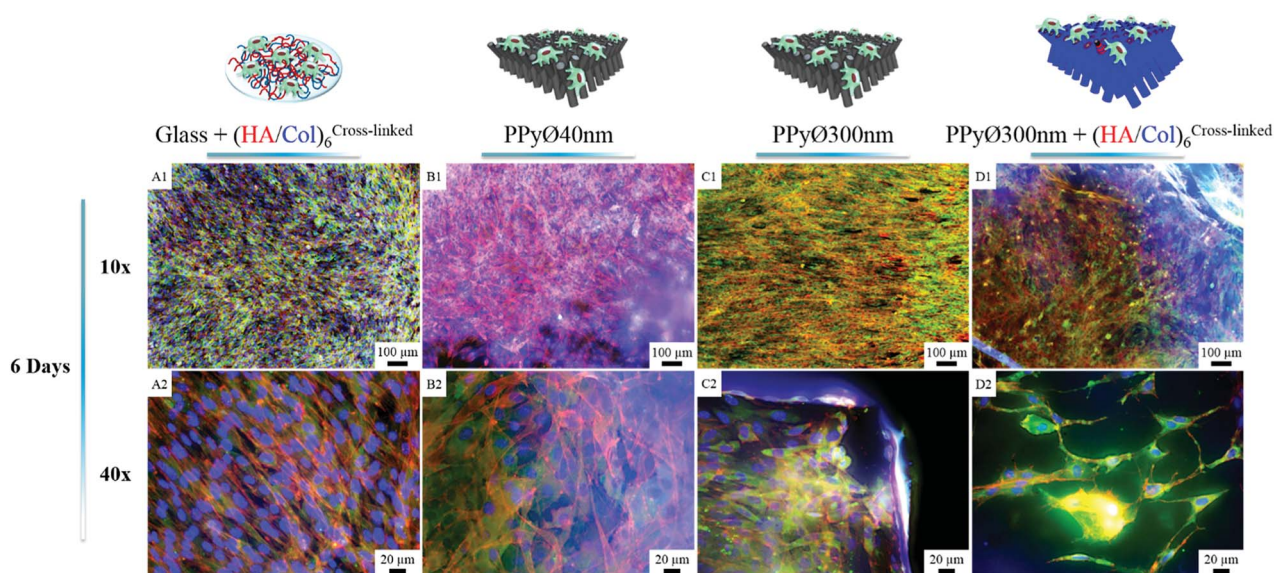 Glass + (HA/Col)₆Cross-linked
PPyØ40nm
PPyØ300nm
PPyØ300nm + (HA/Col)₆Cross-linked
6 Days
10x
A1
100 μm
B1
100 μm
C1
100 μm
D1
100 μm
40x
A2
20 μm
B2
20 μm
C2
20 μm
D2
20 μm